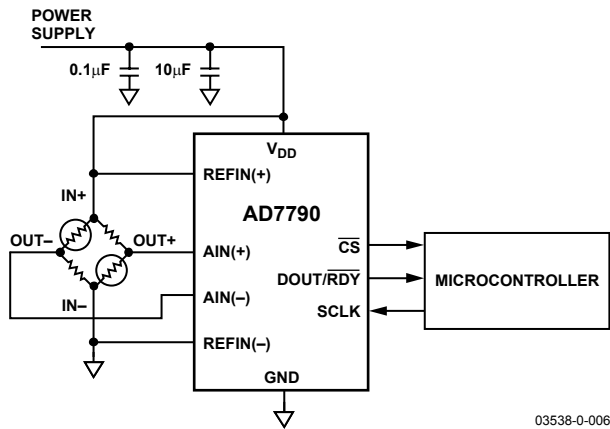 POWER
SUPPLY
0.1μF
10μF
VDD
REFIN(+)
IN+
AD7790
OUT–
OUT+
AIN(+)
CS
DOUT/RDY
MICROCONTROLLER
AIN(–)
IN–
SCLK
REFIN(–)
GND
03538-0-006